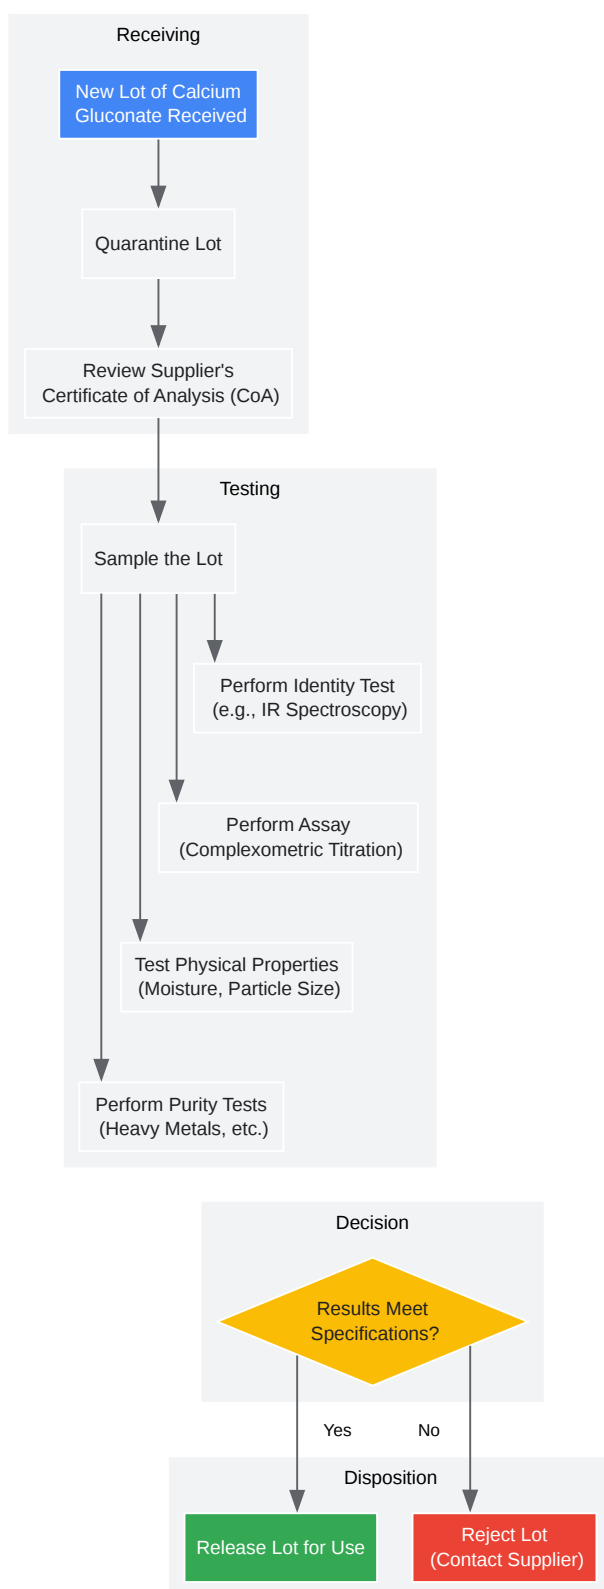 Receiving
New Lot of Calcium
Gluconate Received
Quarantine Lot
Review Supplier's
Certificate of Analysis (CoA)
Testing
Sample the Lot
Perform Identity Test
(e.g., IR Spectroscopy)
Perform Assay
(Complexometric Titration)
Test Physical Properties
(Moisture, Particle Size)
Perform Purity Tests
(Heavy Metals, etc.)
Decision
Results Meet
Specifications?
Yes
No
Disposition
Release Lot for Use
Reject Lot
(Contact Supplier)